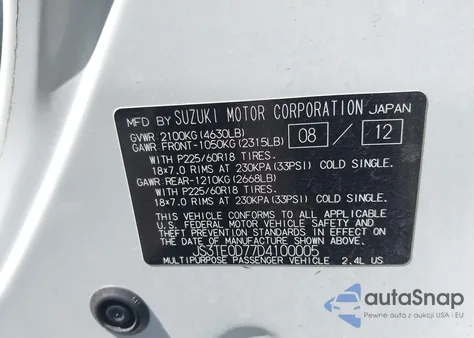 MFD BY SUZUKI MOTOR CORPORATION JAPAN
GVWR 2100KG (4630LB)
GAWR: FRONT-1050KG (2315LB) 08 / 12
WITH P225/60R18 TIRES.
18×7.0 RIMS AT 230KPA (33PSI) COLD SINGLE.
GAWR: REAR-1210KG (2668LB)
WITH P225/60R18 TIRES.
18×7.0 RIMS AT 230KPA (33PSI) COLD SINGLE.
THIS VEHICLE CONFORMS TO ALL APPLICABLE
U.S. FEDERAL MOTOR VEHICLE SAFETY AND
THEFT PREVENTION STANDARDS IN EFFECT ON THE
DATE OF MANUFACTURE SHOWN ABOVE.
JS3TE0D77D4100005
MULTIPURPOSE PASSENGER VEHICLE 2.4L US
autoSnap
Pewne auta z USA i EU